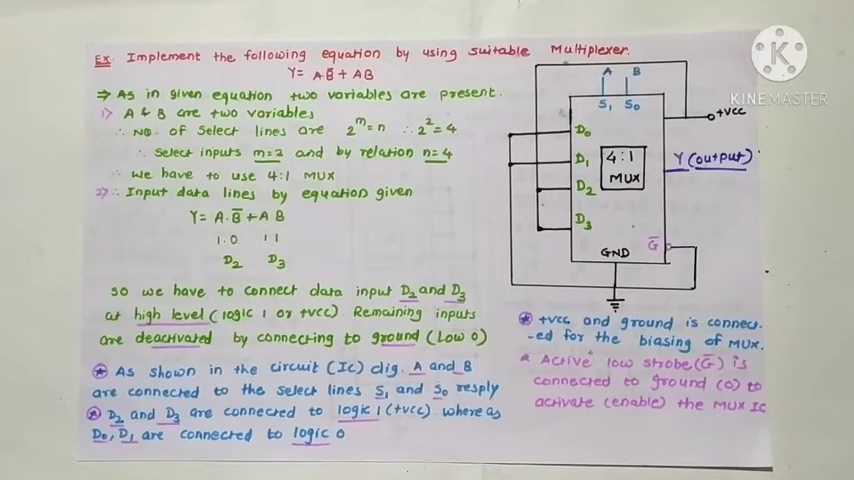 Ex. Implement the following equation by using suitable Multiplexer.
Y = A·B̅ + AB
⇒ As in given equation two variables are present.
1) A & B are two variables
∴ No. of Select lines are 2^m = n ∴ 2² = 4
∴ Select inputs m=2 and by relation n=4
∴ We have to use 4:1 MUX
2) ∴ Input data lines by equation given
Y = A·B̅ + A B
1.0 1 1
D₂ D₃
So we have to connect data input D₂ and D₃
at high level (logic 1 or +Vcc). Remaining inputs
are deactivated by connecting to ground (Low 0)
As shown in the circuit (Ic) dig. A and B
are connected to the select lines S₁ and S₀ resply
D₂ and D₃ are connected to logic 1 (+vcc) where as
D₀, D₁ are connected to logic 0
A B
S₁ S₀
+Vcc
D₀
D₁
D₂
D₃
4:1
MUX
Y (output)
G̅
GND
+vcc and ground is connect-
-ed for the biasing of MUX.
Active low strobe (G̅) is
connected to ground (0) to
activate (enable) the MUX IC
K
KINEMASTER